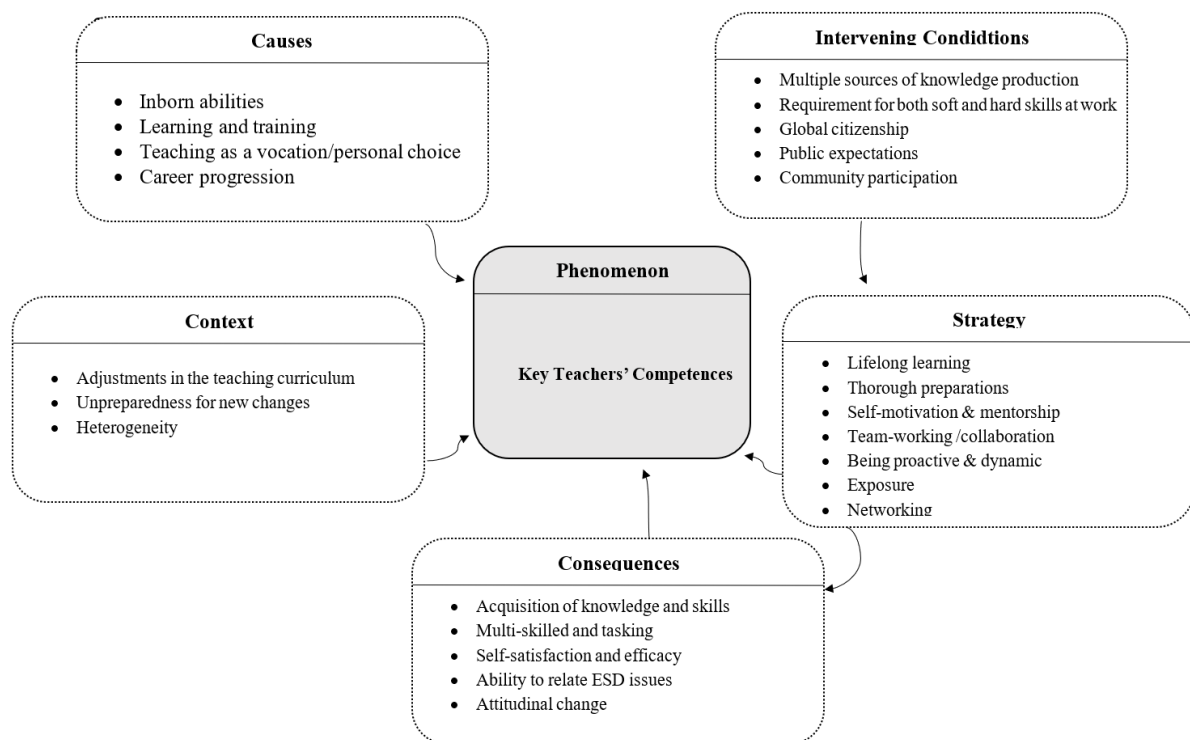 Causes
• Inborn abilities
• Learning and training
• Teaching as a vocation/personal choice
• Career progression
Intervening Condidtions
• Multiple sources of knowledge production
• Requirement for both soft and hard skills at work
• Global citizenship
• Public expectations
• Community participation
Phenomenon
Key Teachers’ Competences
Context
• Adjustments in the teaching curriculum
• Unpreparedness for new changes
• Heterogeneity
Strategy
• Lifelong learning
• Thorough preparations
• Self-motivation & mentorship
• Team-working /collaboration
• Being proactive & dynamic
• Exposure
• Networking
Consequences
• Acquisition of knowledge and skills
• Multi-skilled and tasking
• Self-satisfaction and efficacy
• Ability to relate ESD issues
• Attitudinal change